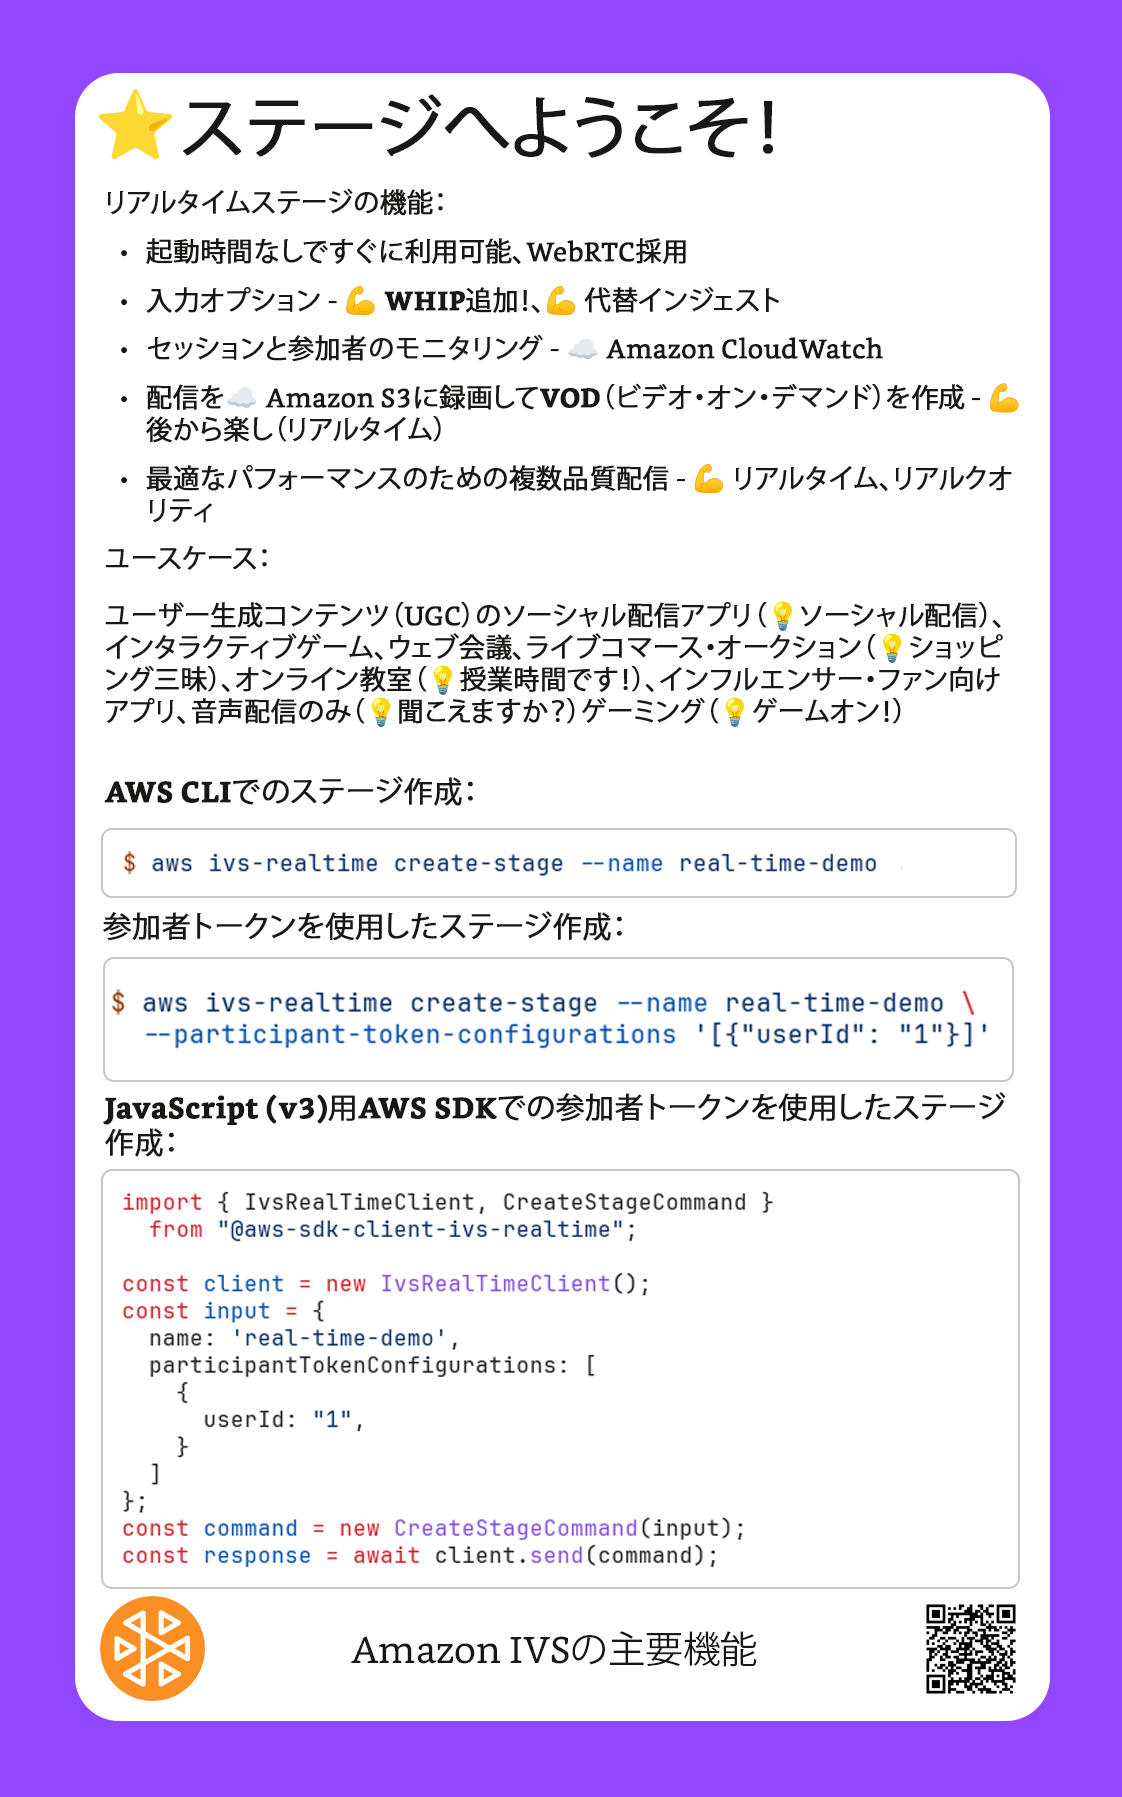 ⭐ステージへようこそ！
リアルタイムステージの機能：
・ 起動時間なしですぐに利用可能、WebRTC採用
・ 入力オプション - 💪 WHIP追加！、💪 代替インジェスト
・ セッションと参加者のモニタリング - ☁️ Amazon CloudWatch
・ 配信を☁️ Amazon S3に録画してVOD（ビデオ・オン・デマンド）を作成 - 💪
後から楽し（リアルタイム）
・ 最適なパフォーマンスのための複数品質配信 - 💪 リアルタイム、リアルクオ
リティ
ユースケース：
ユーザー生成コンテンツ（UGC）のソーシャル配信アプリ（💡ソーシャル配信）、
インタラクティブゲーム、ウェブ会議、ライブコマース・オークション（💡ショッピ
ング三昧）、オンライン教室（💡授業時間です！）、インフルエンサー・ファン向け
アプリ、音声配信のみ（💡聞こえますか？）ゲーミング（💡ゲームオン！）
AWS CLIでのステージ作成：
$ aws ivs-realtime create-stage --name real-time-demo
参加者トークンを使用したステージ作成：
$ aws ivs-realtime create-stage --name real-time-demo \
--participant-token-configurations '[{"userId": "1"}]'
JavaScript (v3)用AWS SDKでの参加者トークンを使用したステージ
作成：
import { IvsRealTimeClient, CreateStageCommand }
from "@aws-sdk-client-ivs-realtime";
const client = new IvsRealTimeClient();
const input = {
name: 'real-time-demo',
participantTokenConfigurations: [
{
userId: "1",
}
]
};
const command = new CreateStageCommand(input);
const response = await client.send(command);
Amazon IVSの主要機能